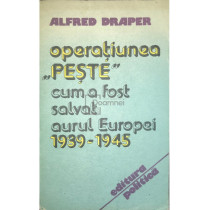 ALFRED DRAPER
operațiunea
„PEȘTE”
cum a fost
salvat
aurul Europei
1939-1945
editura
politică